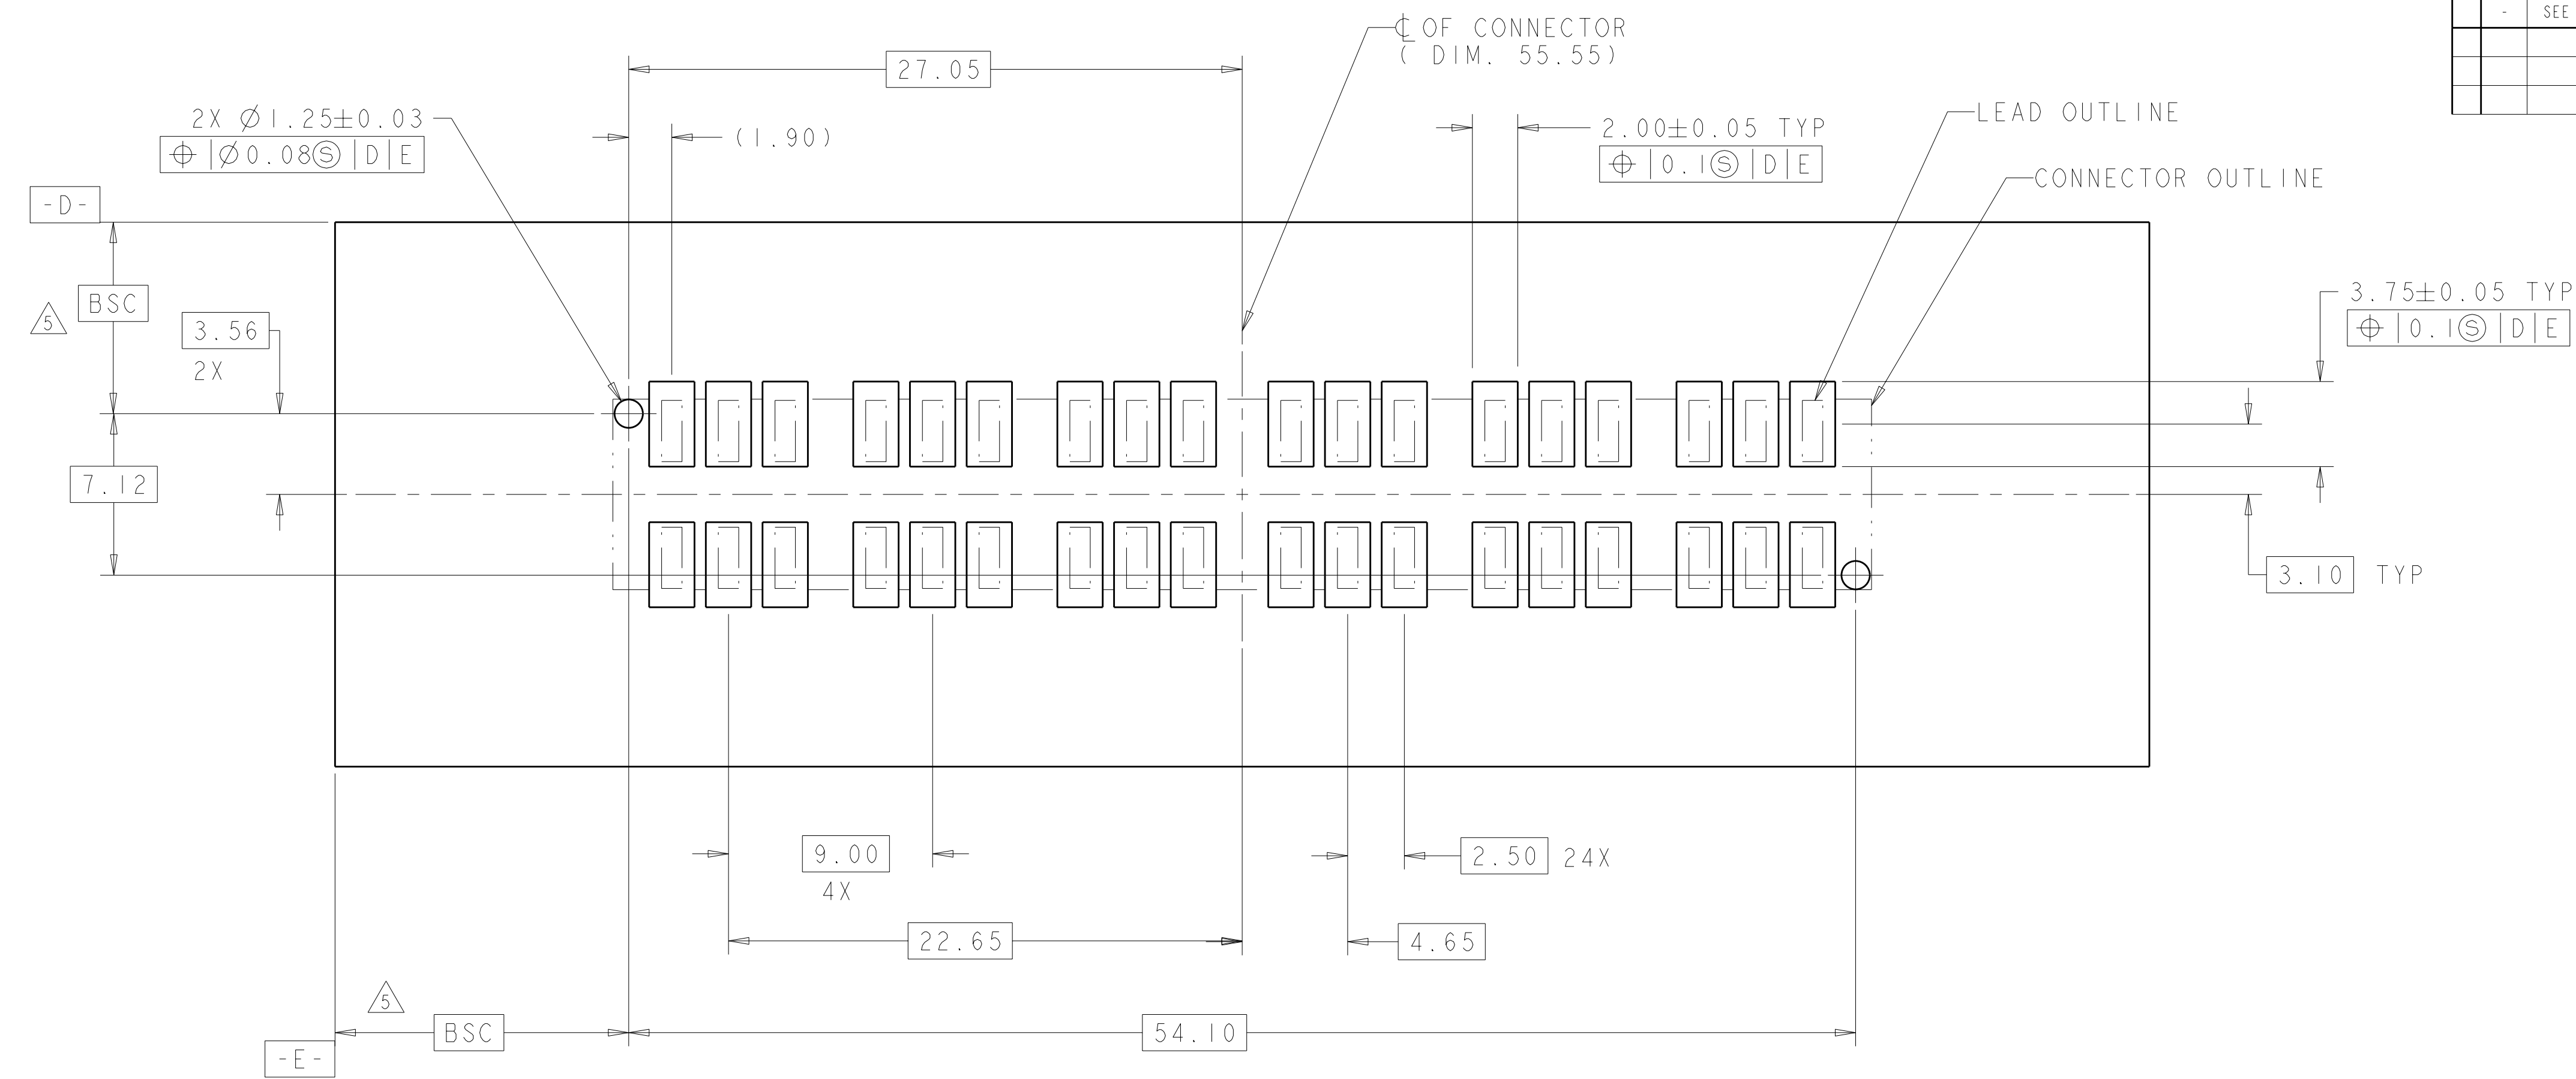 - SEE
℄ OF CONNECTOR
( DIM. 55.55)
27.05
2X Ø1.25±0.03
⌖ Ø0.08Ⓢ D E
(1.90)
2.00±0.05 TYP
⌖ 0.1Ⓢ D E
LEAD OUTLINE
CONNECTOR OUTLINE
-D-
BSC
5
3.56
2X
3.75±0.05 TYP
⌖ 0.1Ⓢ D E
7.12
3.10 TYP
9.00
4X
2.50 24X
22.65
4.65
5
BSC
54.10
-E-